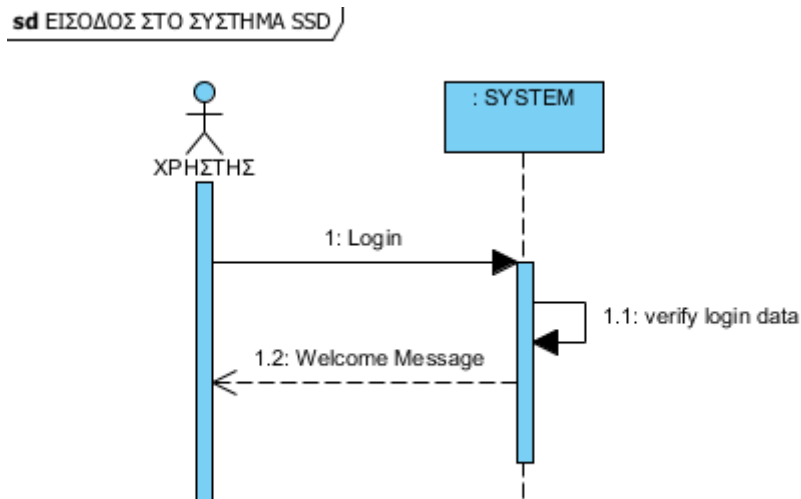 sd ΕΙΣΟΔΟΣ ΣΤΟ ΣΥΣΤΗΜΑ SSD
: SYSTEM
ΧΡΗΣΤΗΣ
1: Login
1.1: verify login data
1.2: Welcome Message